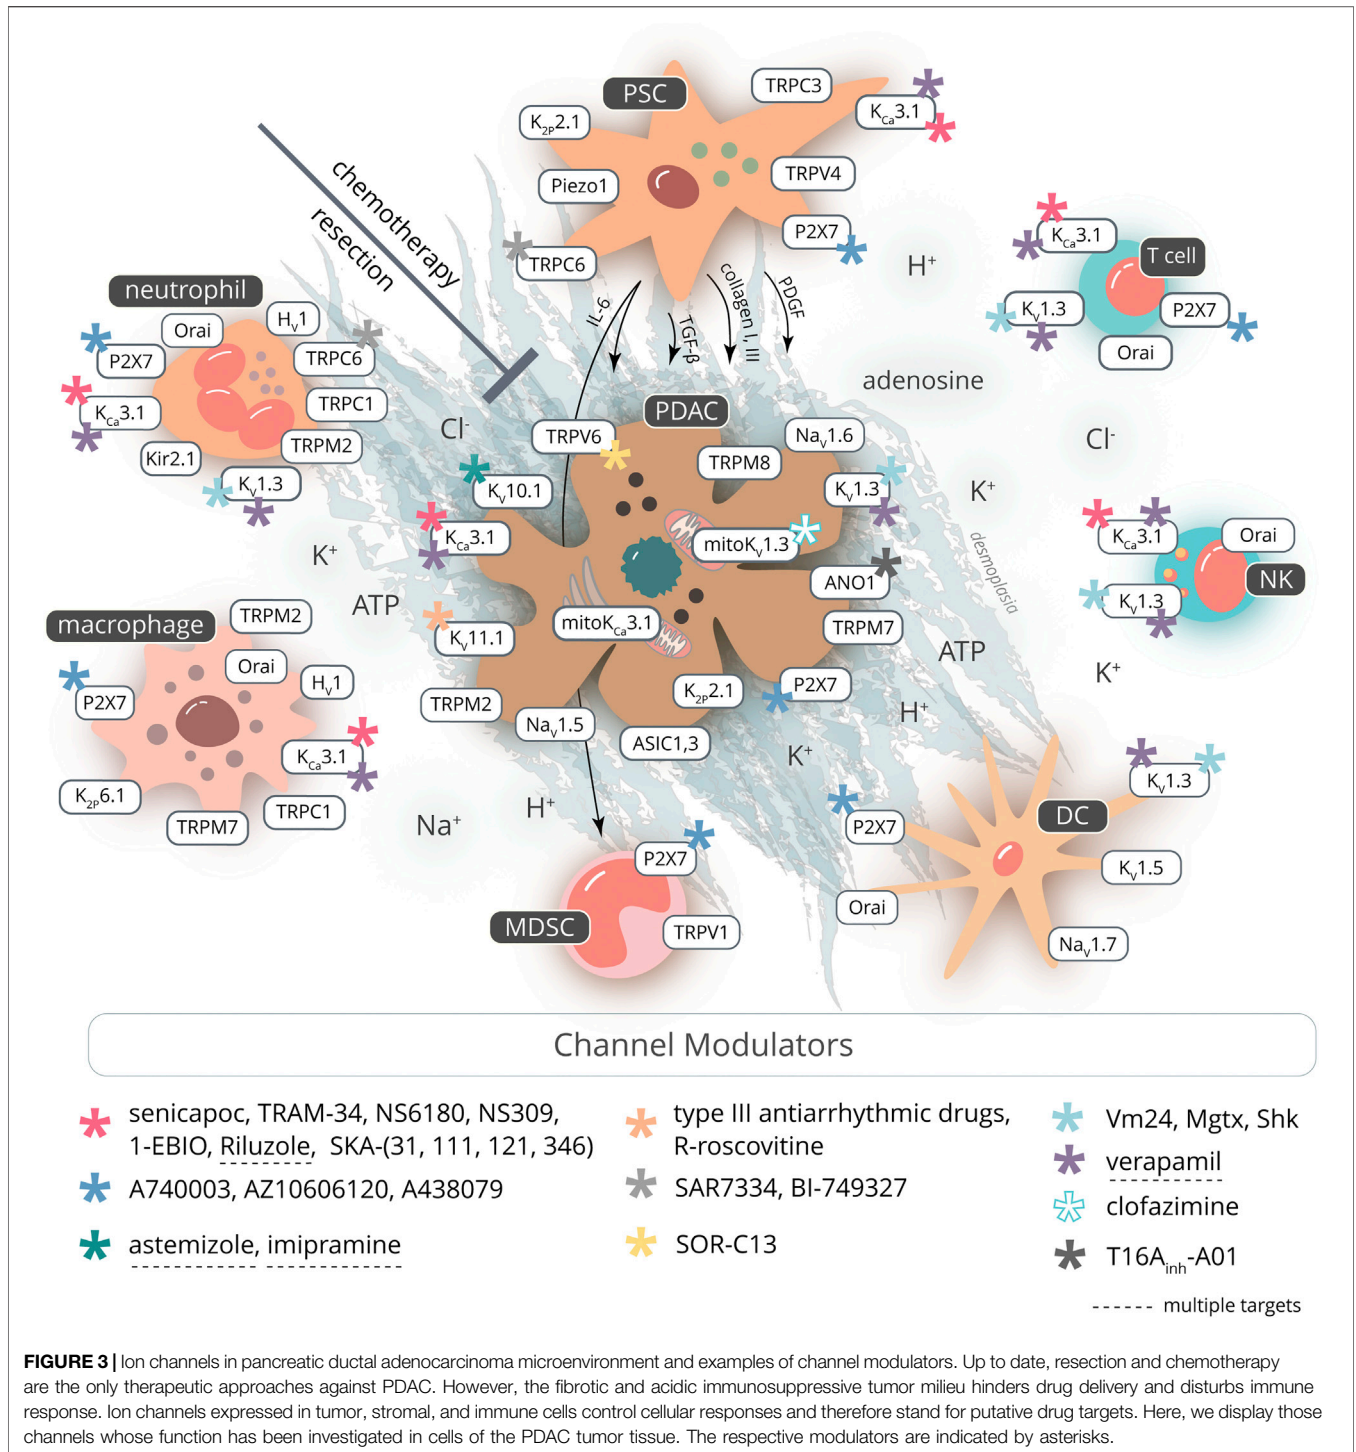 PSC
TRPC3
K2P2.1
KCa3.1
Piezo1
TRPV4
P2X7
TRPC6
chemotherapy
resection
IL-6
TGF-β
collagen I, III
PDGF
H+
adenosine
Cl-
K+
T cell
KCa3.1
KV1.3
P2X7
Orai
neutrophil
Orai
HV1
P2X7
TRPC6
KCa3.1
TRPC1
Kir2.1
TRPM2
KV1.3
Cl-
K+
ATP
PDAC
TRPV6
NaV1.6
TRPM8
KV10.1
KV1.3
KCa3.1
mitoKV1.3
ANO1
mitoKCa3.1
KV11.1
TRPM7
TRPM2
K2P2.1
P2X7
NaV1.5
ASIC1,3
desmoplasia
ATP
H+
K+
KCa3.1
Orai
NK
KV1.3
K+
macrophage
TRPM2
Orai
HV1
P2X7
KCa3.1
K2P6.1
TRPM7
TRPC1
Na+
H+
MDSC
P2X7
TRPV1
DC
KV1.3
P2X7
KV1.5
Orai
NaV1.7
Channel Modulators
senicapoc, TRAM-34, NS6180, NS309,
1-EBIO, Riluzole, SKA-(31, 111, 121, 346)
A740003, AZ10606120, A438079
astemizole, imipramine
type III antiarrhythmic drugs,
R-roscovitine
SAR7334, BI-749327
SOR-C13
Vm24, Mgtx, Shk
verapamil
clofazimine
T16Ainh-A01
------ multiple targets
FIGURE 3 | Ion channels in pancreatic ductal adenocarcinoma microenvironment and examples of channel modulators. Up to date, resection and chemotherapy
are the only therapeutic approaches against PDAC. However, the fibrotic and acidic immunosuppressive tumor milieu hinders drug delivery and disturbs immune
response. Ion channels expressed in tumor, stromal, and immune cells control cellular responses and therefore stand for putative drug targets. Here, we display those
channels whose function has been investigated in cells of the PDAC tumor tissue. The respective modulators are indicated by asterisks.